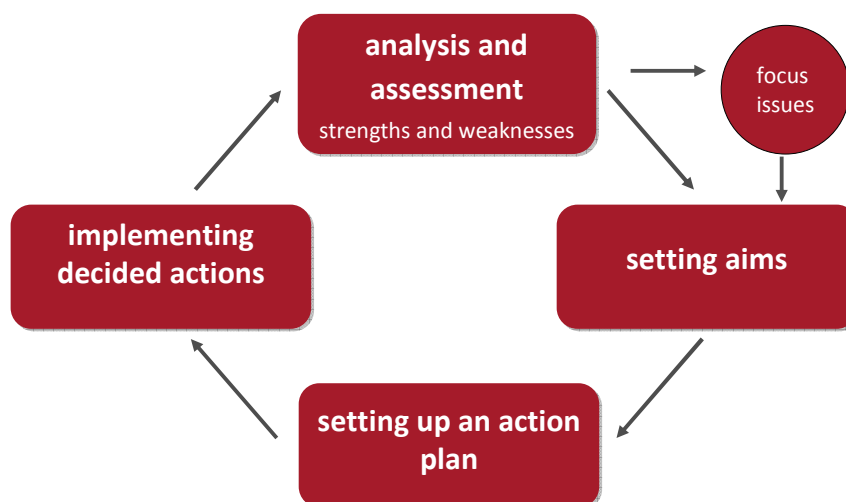 analysis and
assessment
strengths and weaknesses
focus
issues
implementing
decided actions
setting aims
setting up an action
plan